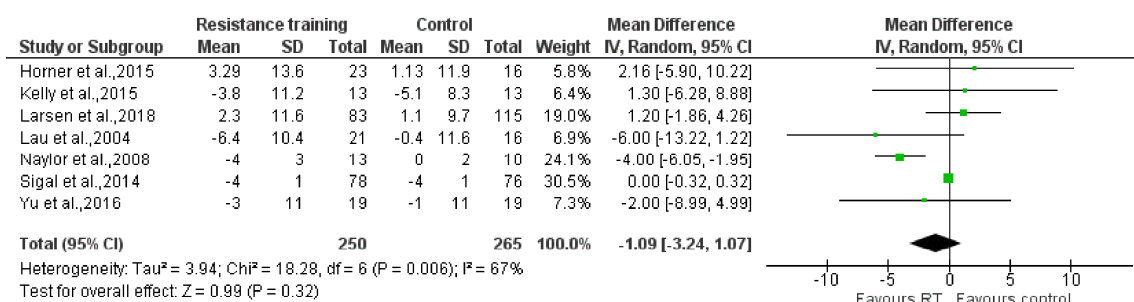 Resistance training Control Mean Difference Mean Difference
Study or Subgroup Mean SD Total Mean SD Total Weight IV, Random, 95% CI IV, Random, 95% CI
Horner et al.,2015 3.29 13.6 23 1.13 11.9 16 5.8% 2.16 [-5.90, 10.22]
Kelly et al.,2015 -3.8 11.2 13 -5.1 8.3 13 6.4% 1.30 [-6.28, 8.88]
Larsen et al.,2018 2.3 11.6 83 1.1 9.7 115 19.0% 1.20 [-1.86, 4.26]
Lau et al.,2004 -6.4 10.4 21 -0.4 11.6 16 6.9% -6.00 [-13.22, 1.22]
Naylor et al.,2008 -4 3 13 0 2 10 24.1% -4.00 [-6.05, -1.95]
Sigal et al.,2014 -4 1 78 -4 1 76 30.5% 0.00 [-0.32, 0.32]
Yu et al.,2016 -3 11 19 -1 11 19 7.3% -2.00 [-8.99, 4.99]
Total (95% CI) 250 265 100.0% -1.09 [-3.24, 1.07]
Heterogeneity: Tau² = 3.94; Chi² = 18.28, df = 6 (P = 0.006); I² = 67%
Test for overall effect: Z = 0.99 (P = 0.32)
-10 -5 0 5 10
Favours RT Favours control